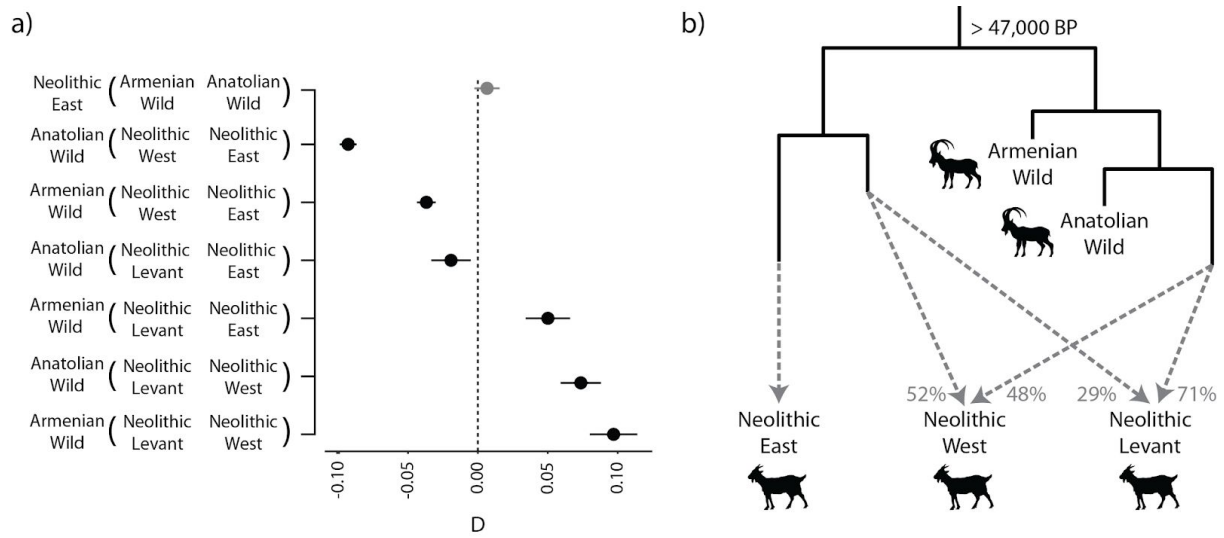 a)
Neolithic East ( Armenian Wild Anatolian Wild )
Anatolian Wild ( Neolithic West Neolithic East )
Armenian Wild ( Neolithic West Neolithic East )
Anatolian Wild ( Neolithic Levant Neolithic East )
Armenian Wild ( Neolithic Levant Neolithic East )
Anatolian Wild ( Neolithic Levant Neolithic West )
Armenian Wild ( Neolithic Levant Neolithic West )
-0.10 -0.05 0.00 0.05 0.10
D
b)
> 47,000 BP
Armenian
Wild
Anatolian
Wild
52% 48% 29% 71%
Neolithic
East
Neolithic
West
Neolithic
Levant